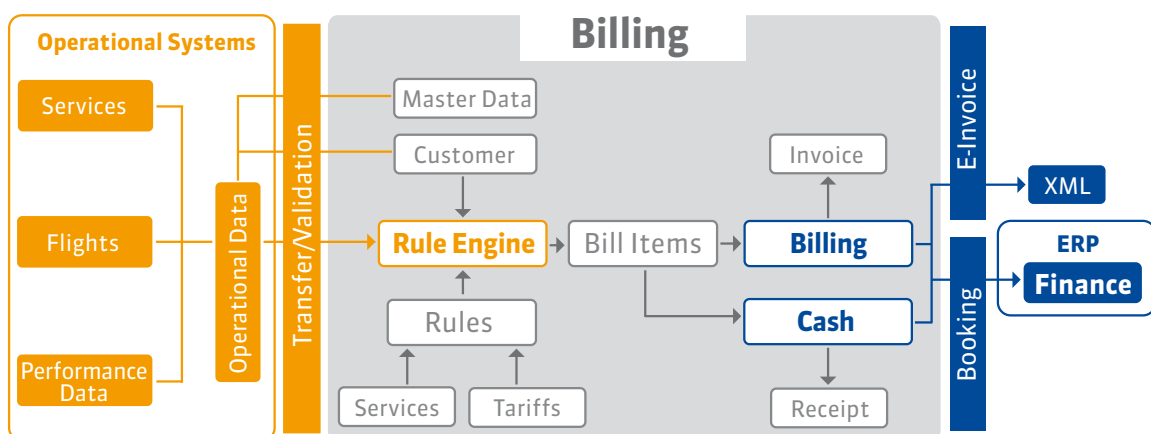 Operational Systems
Services
Flights
Performance
Data
Operational Data
Transfer/Validation
Billing
Master Data
Customer
Rule Engine
Rules
Services
Tariffs
Bill Items
Invoice
Billing
Cash
Receipt
E-Invoice
Booking
XML
ERP
Finance